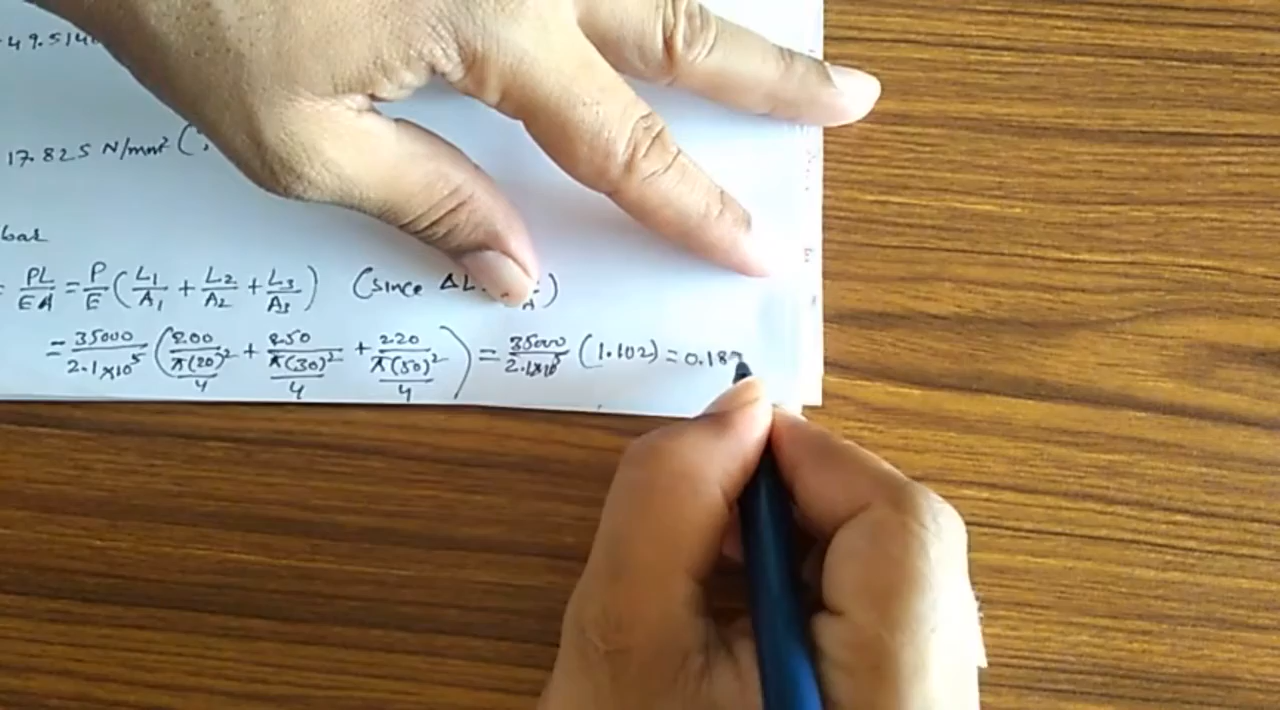 49.514
17.825 N/mm² (
bar
= PL/EA = P/E (L1/A1 + L2/A2 + L3/A3) (since ΔL
= 35000/2.1×10⁵ (200/(π(20)²/4) + 250/(π(30)²/4) + 220/(π(50)²/4)) = 35000/2.1×10⁵ (1.102) = 0.18